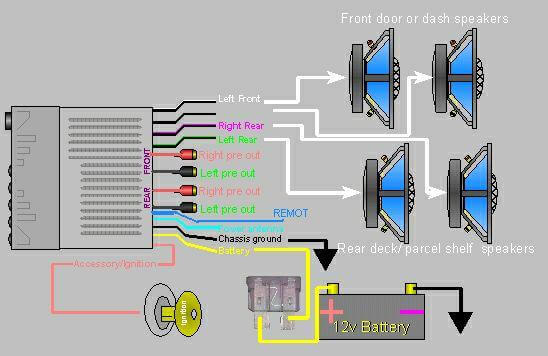 Front door or dash speakers
Left Front
Right Rear
Left Rear
FRONT
Right pre out
Left pre out
REAR
Right pre out
Left pre out
REMOT
Power antenna
Chassis ground
Battery
Rear deck/ parcel shelf speakers
Accessory/Ignition
Ignition
+
−
12v Battery